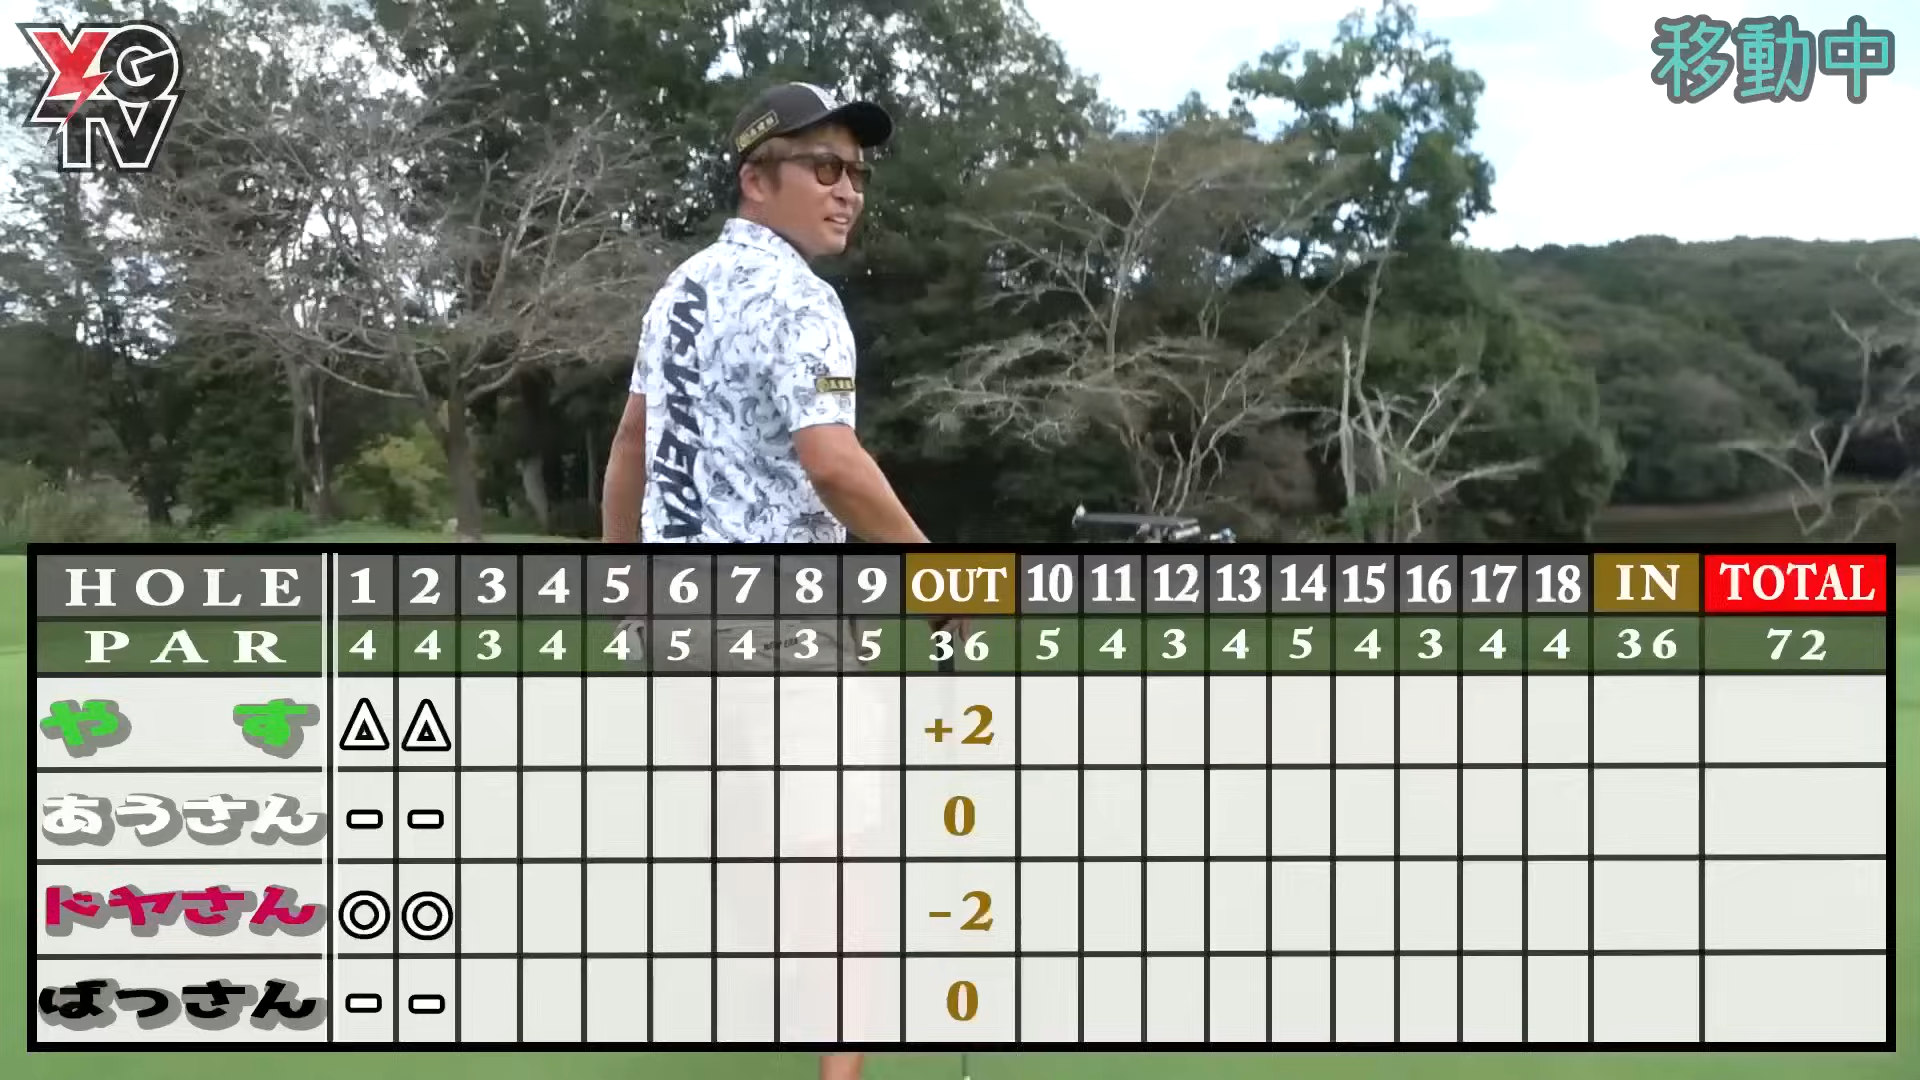 YG
TV
移動中
NEWERA
HOLE 1 2 3 4 5 6 7 8 9 OUT 10 11 12 13 14 15 16 17 18 IN TOTAL
PAR 4 4 3 4 4 5 4 3 5 36 5 4 3 4 5 4 3 4 4 36 72
やす △ △ +2
あうさん - - 0
ドヤさん ◎ ◎ -2
ばっさん - - 0